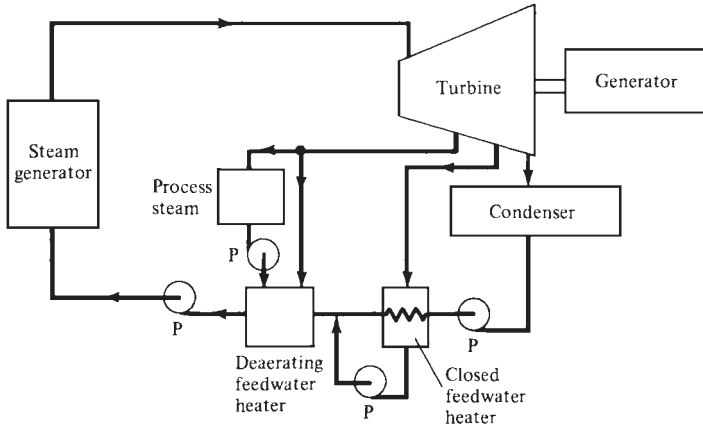 Turbine
Generator
Steam
generator
Process
steam
Condenser
P
P
P
P
Deaerating
feedwater
heater
Closed
feedwater
heater